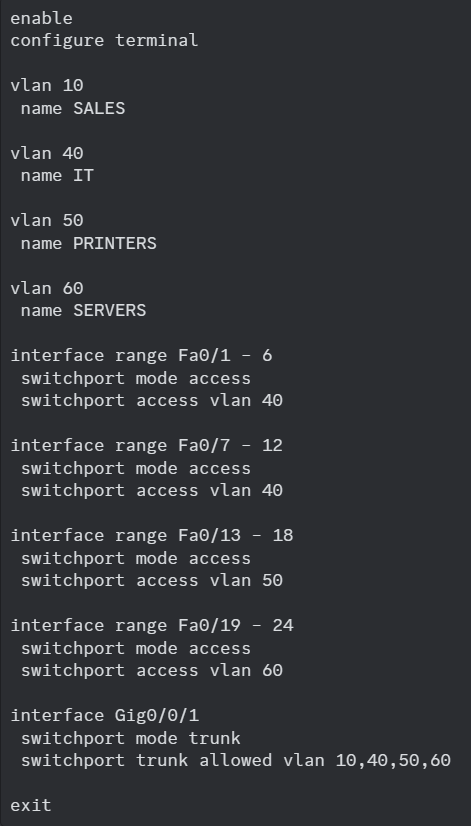 enable
configure terminal
vlan 10
name SALES
vlan 40
name IT
vlan 50
name PRINTERS
vlan 60
name SERVERS
interface range Fa0/1 - 6
switchport mode access
switchport access vlan 40
interface range Fa0/7 - 12
switchport mode access
switchport access vlan 40
interface range Fa0/13 - 18
switchport mode access
switchport access vlan 50
interface range Fa0/19 - 24
switchport mode access
switchport access vlan 60
interface Gig0/0/1
switchport mode trunk
switchport trunk allowed vlan 10,40,50,60
exit